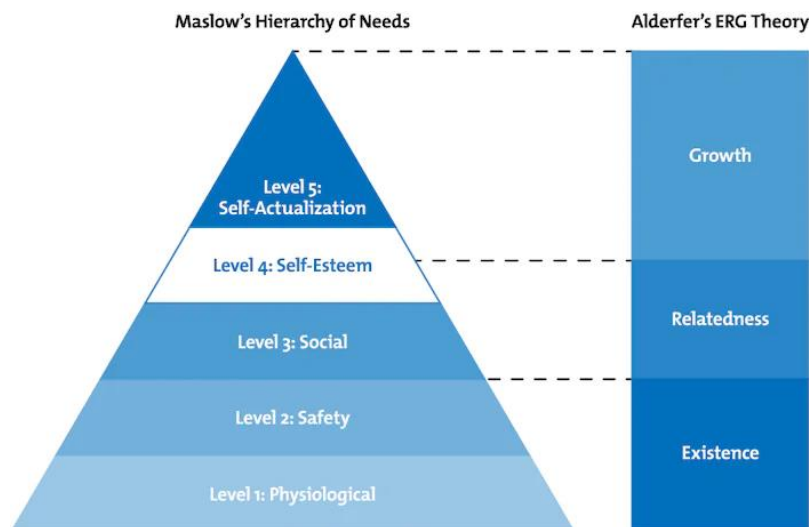 Maslow's Hierarchy of Needs
Alderfer's ERG Theory
Level 5:
Self-Actualization
Level 4: Self-Esteem
Level 3: Social
Level 2: Safety
Level 1: Physiological
Growth
Relatedness
Existence